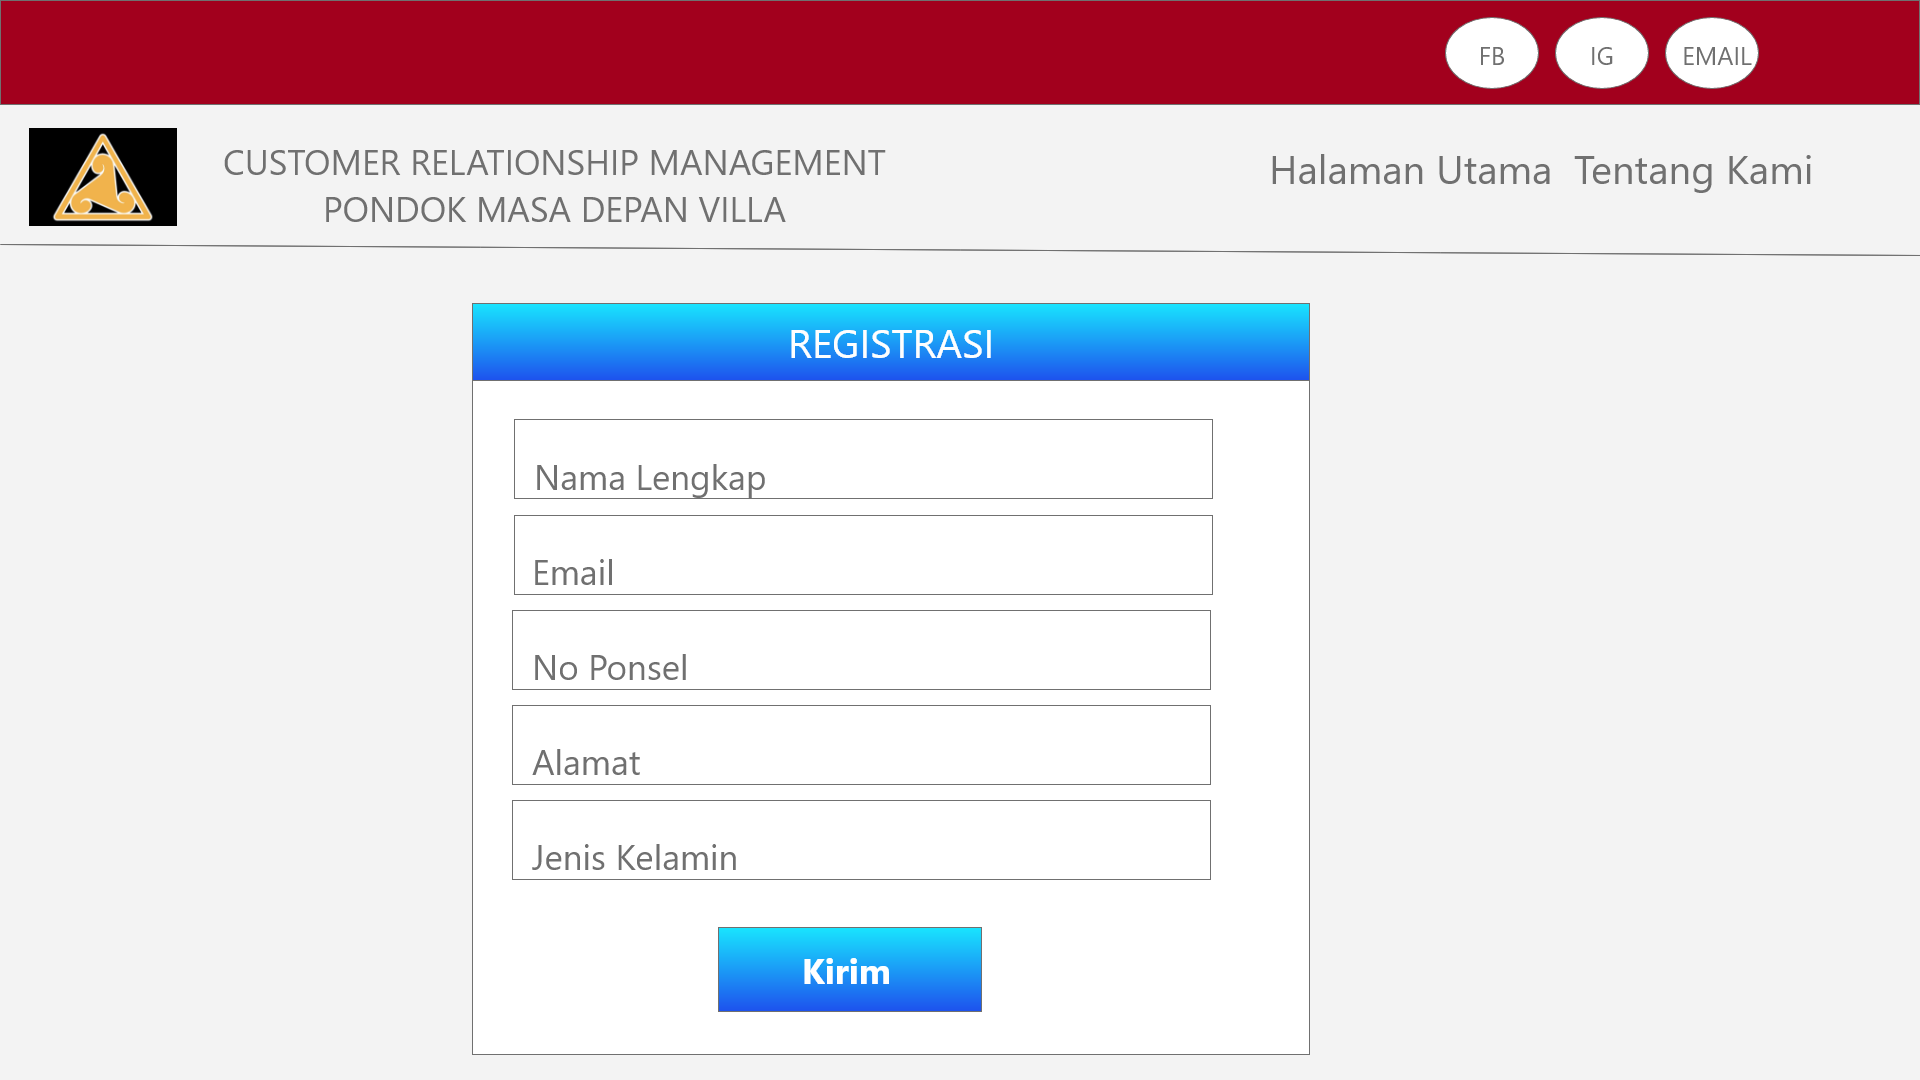 FB
IG
EMAIL
CUSTOMER RELATIONSHIP MANAGEMENT
PONDOK MASA DEPAN VILLA
Halaman Utama
Tentang Kami
REGISTRASI
Nama Lengkap
Email
No Ponsel
Alamat
Jenis Kelamin
Kirim